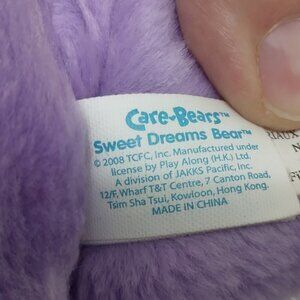 Care-Bears™
Sweet Dreams Bear™
© 2008 TCFC, Inc. Manufactured under
license by Play Along (H.K.) Ltd.
A division of JAKKS Pacific, Inc.
12/F, Wharf T&T Centre, 7 Canton Road,
Tsim Sha Tsui, Kowloon, Hong Kong.
MADE IN CHINA